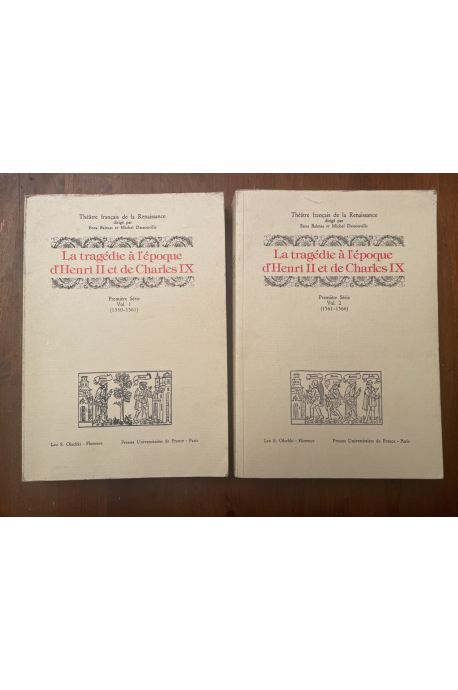 Théâtre français de la Renaissance
dirigé par
Enea Balmas et Michel Dassonville
La tragédie à l'époque
d'Henri II et de Charles IX
Première Série
Vol. 1
(1550-1561)
Leo S. Olschki - Florence
Presses Universitaires de France - Paris
Théâtre français de la Renaissance
dirigé par
Enea Balmas et Michel Dassonville
La tragédie à l'époque
d'Henri II et de Charles IX
Première Série
Vol. 2
(1561-1566)
Leo S. Olschki - Florence
Presses Universitaires de France - Paris